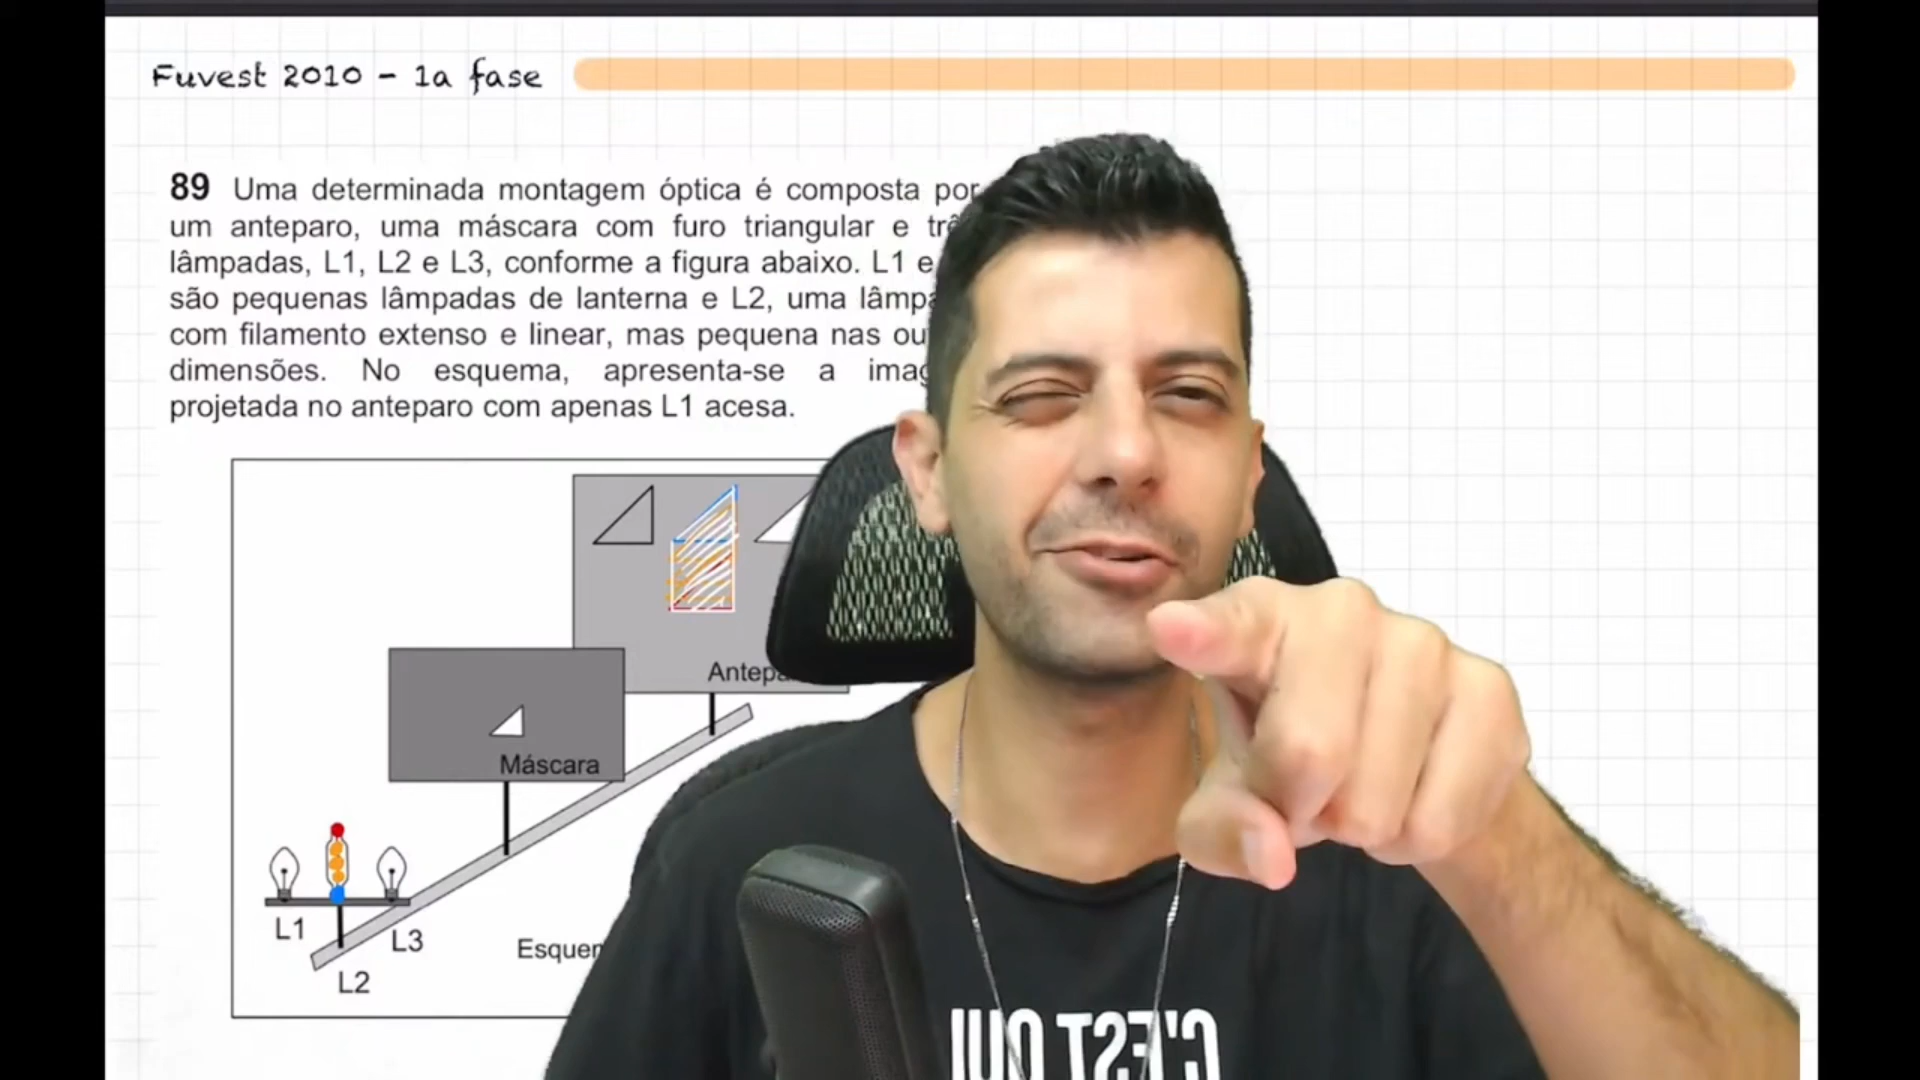 Fuvest 2010 - 1a fase
89 Uma determinada montagem óptica é composta por
um anteparo, uma máscara com furo triangular e
lâmpadas, L1, L2 e L3, conforme a figura abaixo. L1 e
são pequenas lâmpadas de lanterna e L2, uma
com filamento extenso e linear, mas pequena nas
dimensões. No esquema, apresenta-se a
projetada no anteparo com apenas L1 acesa.
Máscara
L1
L3
L2
C'EST QUI